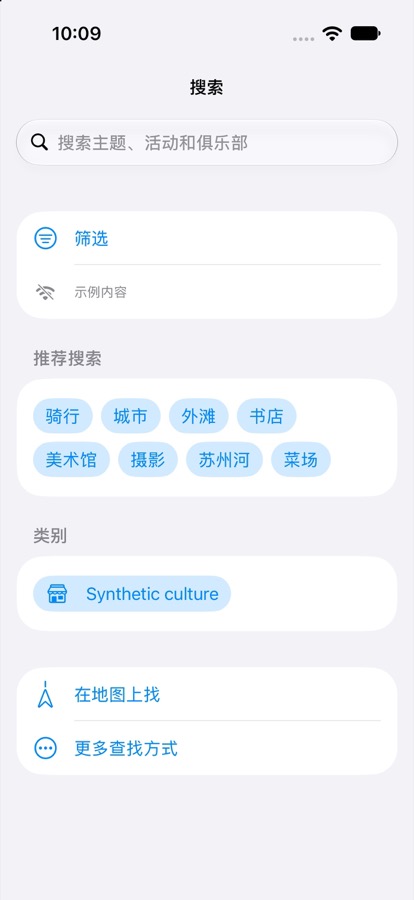 10:09
搜索
搜索主题、活动和俱乐部
筛选
示例内容
推荐搜索
骑行 城市 外滩 书店
美术馆 摄影 苏州河 菜场
类别
Synthetic culture
在地图上找
更多查找方式